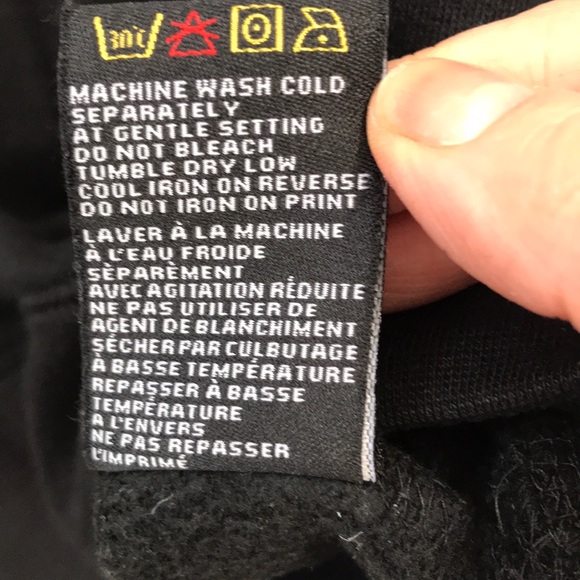 30°C
MACHINE WASH COLD
SEPARATELY
AT GENTLE SETTING
DO NOT BLEACH
TUMBLE DRY LOW
COOL IRON ON REVERSE
DO NOT IRON ON PRINT
LAVER À LA MACHINE
À L'EAU FROIDE
SÈPARÈMENT
AVEC AGITATION RÉDUITE
NE PAS UTILISER DE
AGENT DE BLANCHIMENT
SÉCHER PAR CULBUTAGE
À BASSE TEMPÉRATURE
REPASSER À BASSE
TEMPÉRATURE
A L'ENVERS
NE PAS REPASSER
L'IMPRIMÉ